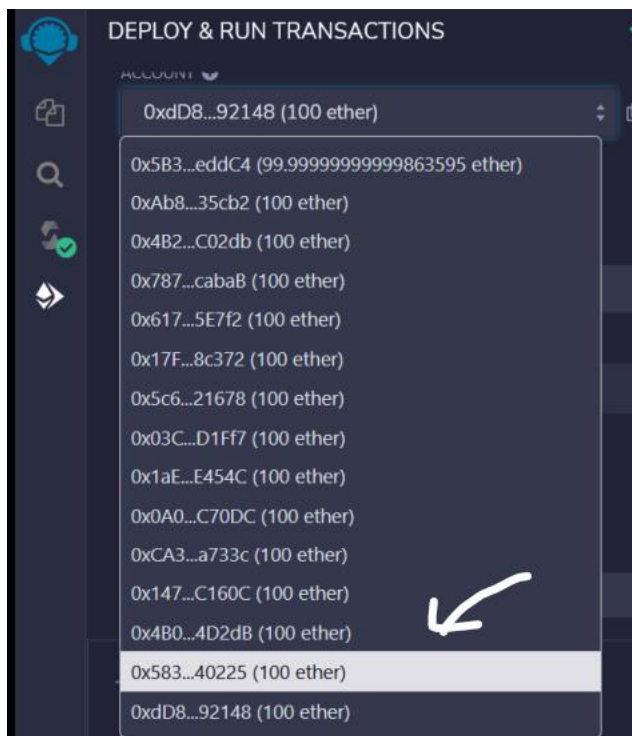 DEPLOY & RUN TRANSACTIONS
ACCOUNT
0xdD8...92148 (100 ether)
0x5B3...eddC4 (99.99999999999863595 ether)
0xAb8...35cb2 (100 ether)
0x4B2...C02db (100 ether)
0x787...cabaB (100 ether)
0x617...5E7f2 (100 ether)
0x17F...8c372 (100 ether)
0x5c6...21678 (100 ether)
0x03C...D1Ff7 (100 ether)
0x1aE...E454C (100 ether)
0x0A0...C70DC (100 ether)
0xCA3...a733c (100 ether)
0x147...C160C (100 ether)
0x4B0...4D2dB (100 ether)
0x583...40225 (100 ether)
0xdD8...92148 (100 ether)